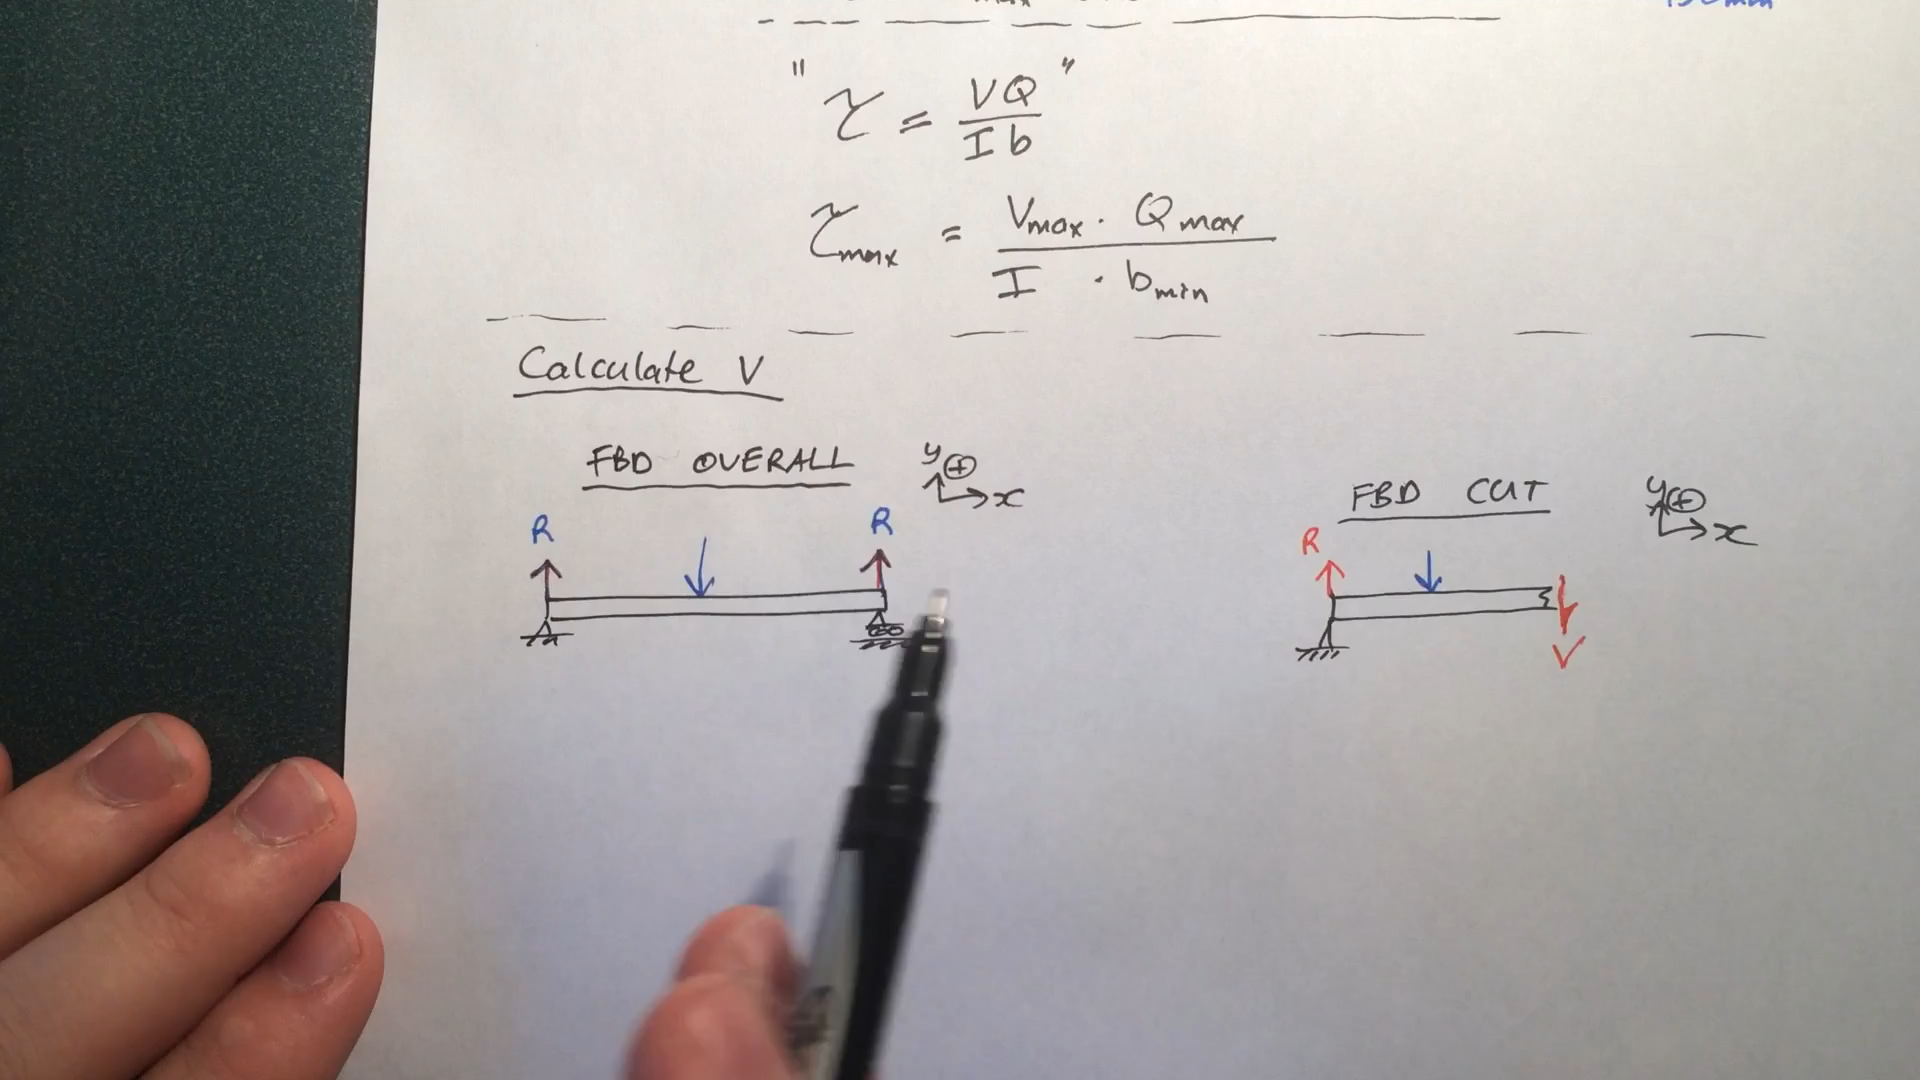 "τ = VQ / Ib"
τmax = Vmax · Qmax / I · bmin
Calculate V
FBD OVERALL
y ⊕ x
R R
FBD CUT
y ⊕ x
R
V